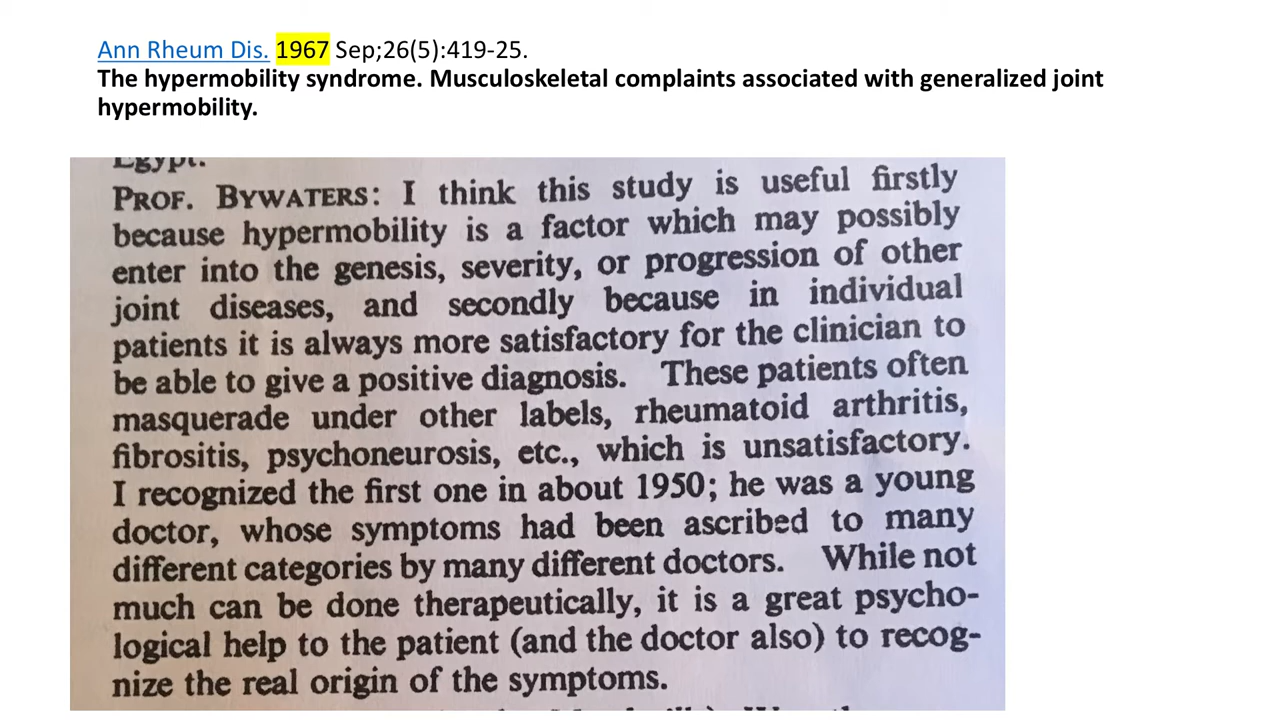 Ann Rheum Dis. 1967 Sep;26(5):419-25.
The hypermobility syndrome. Musculoskeletal complaints associated with generalized joint
hypermobility.
Egypt.
PROF. BYWATERS: I think this study is useful firstly
because hypermobility is a factor which may possibly
enter into the genesis, severity, or progression of other
joint diseases, and secondly because in individual
patients it is always more satisfactory for the clinician to
be able to give a positive diagnosis. These patients often
masquerade under other labels, rheumatoid arthritis,
fibrositis, psychoneurosis, etc., which is unsatisfactory.
I recognized the first one in about 1950; he was a young
doctor, whose symptoms had been ascribed to many
different categories by many different doctors. While not
much can be done therapeutically, it is a great psycho-
logical help to the patient (and the doctor also) to recog-
nize the real origin of the symptoms.